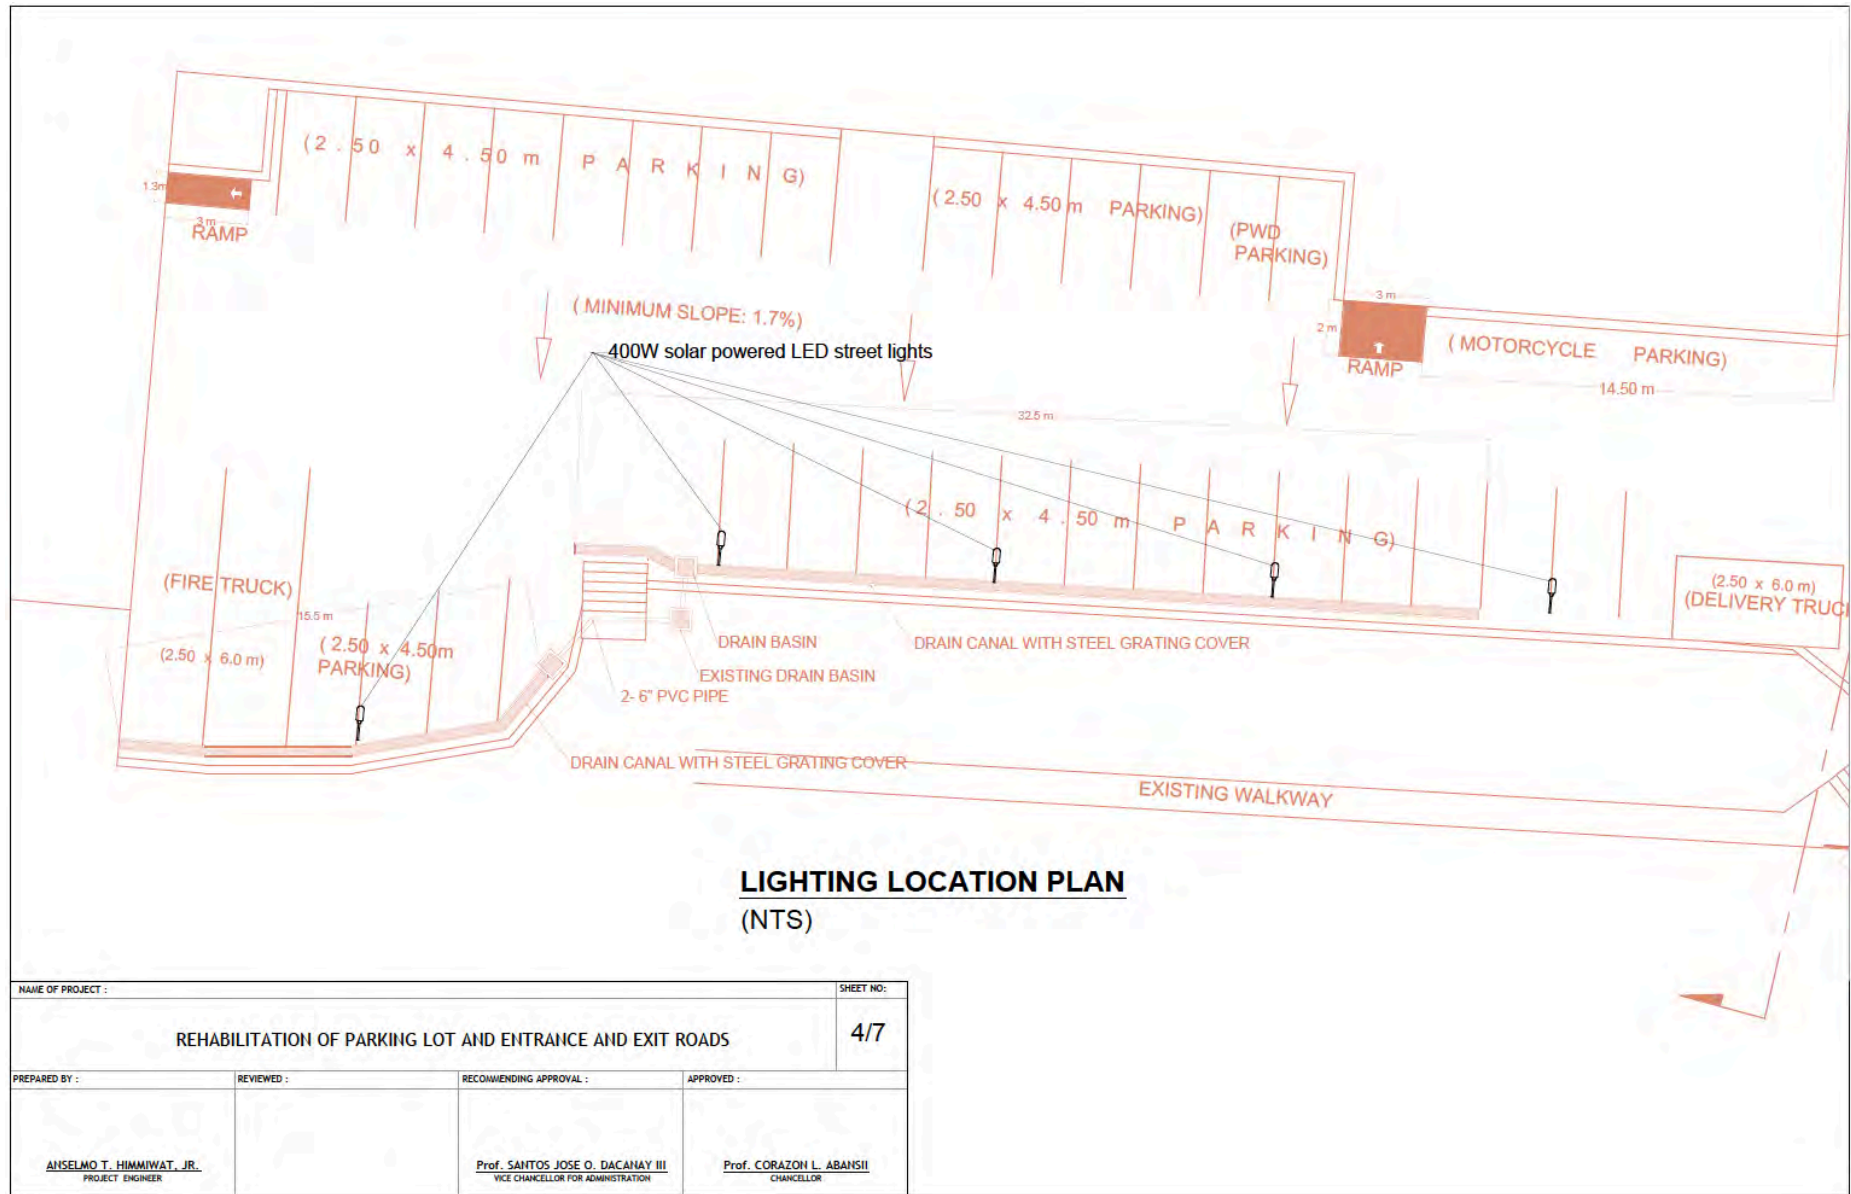 (2.50 x 4.50 m PARKING)
(2.50 x 4.50 m PARKING)
(PWD
PARKING)
1.3m
3 m
RAMP
3 m
2 m
RAMP
( MOTORCYCLE PARKING)
14.50 m
( MINIMUM SLOPE: 1.7%)
400W solar powered LED street lights
32.5 m
(2.50 x 4.50 m PARKING)
(FIRE TRUCK)
15.5 m
(2.50 x 6.0 m)
(2.50 x 4.50m
PARKING)
(2.50 x 6.0 m)
(DELIVERY TRUC
DRAIN BASIN
DRAIN CANAL WITH STEEL GRATING COVER
EXISTING DRAIN BASIN
2- 6" PVC PIPE
DRAIN CANAL WITH STEEL GRATING COVER
EXISTING WALKWAY
LIGHTING LOCATION PLAN
(NTS)
NAME OF PROJECT :
SHEET NO:
REHABILITATION OF PARKING LOT AND ENTRANCE AND EXIT ROADS
4/7
PREPARED BY :
REVIEWED :
RECOMMENDING APPROVAL :
APPROVED :
ANSELMO T. HIMMIWAT, JR.
PROJECT ENGINEER
Prof. SANTOS JOSE O. DACANAY III
VICE CHANCELLOR FOR ADMINISTRATION
Prof. CORAZON L. ABANSII
CHANCELLOR